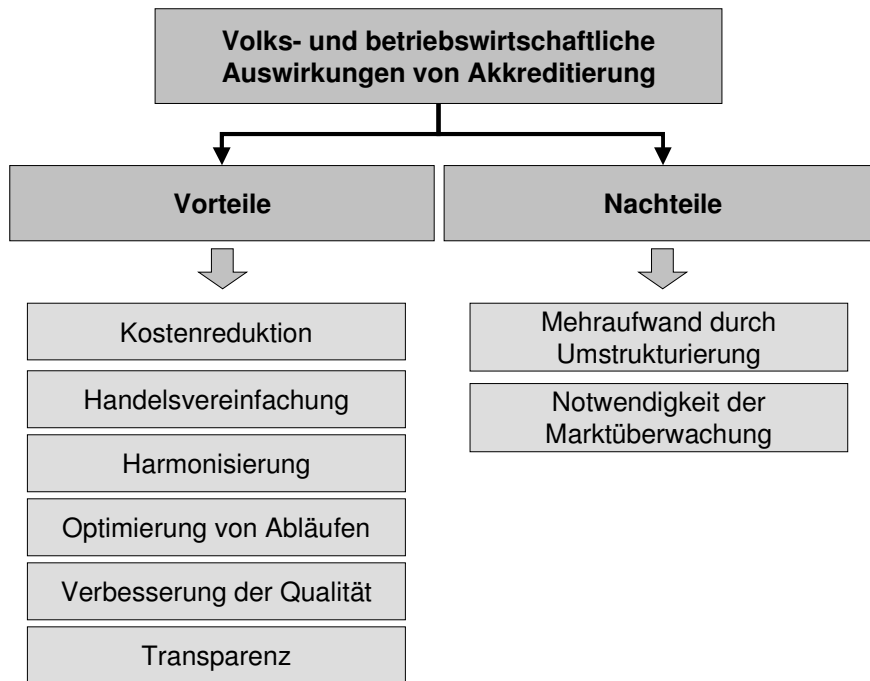 Volks- und betriebswirtschaftliche
Auswirkungen von Akkreditierung
Vorteile
Nachteile
Kostenreduktion
Handelsvereinfachung
Harmonisierung
Optimierung von Abläufen
Verbesserung der Qualität
Transparenz
Mehraufwand durch
Umstrukturierung
Notwendigkeit der
Marktüberwachung